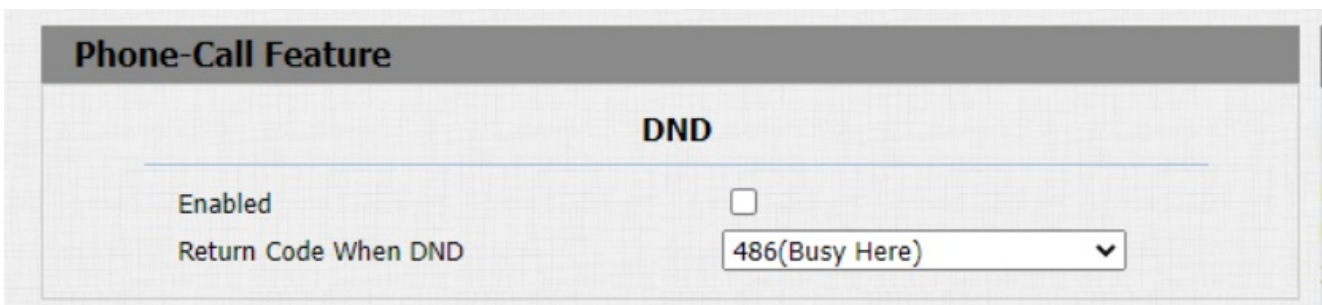 Phone-Call Feature
DND
Enabled
Return Code When DND 486(Busy Here)